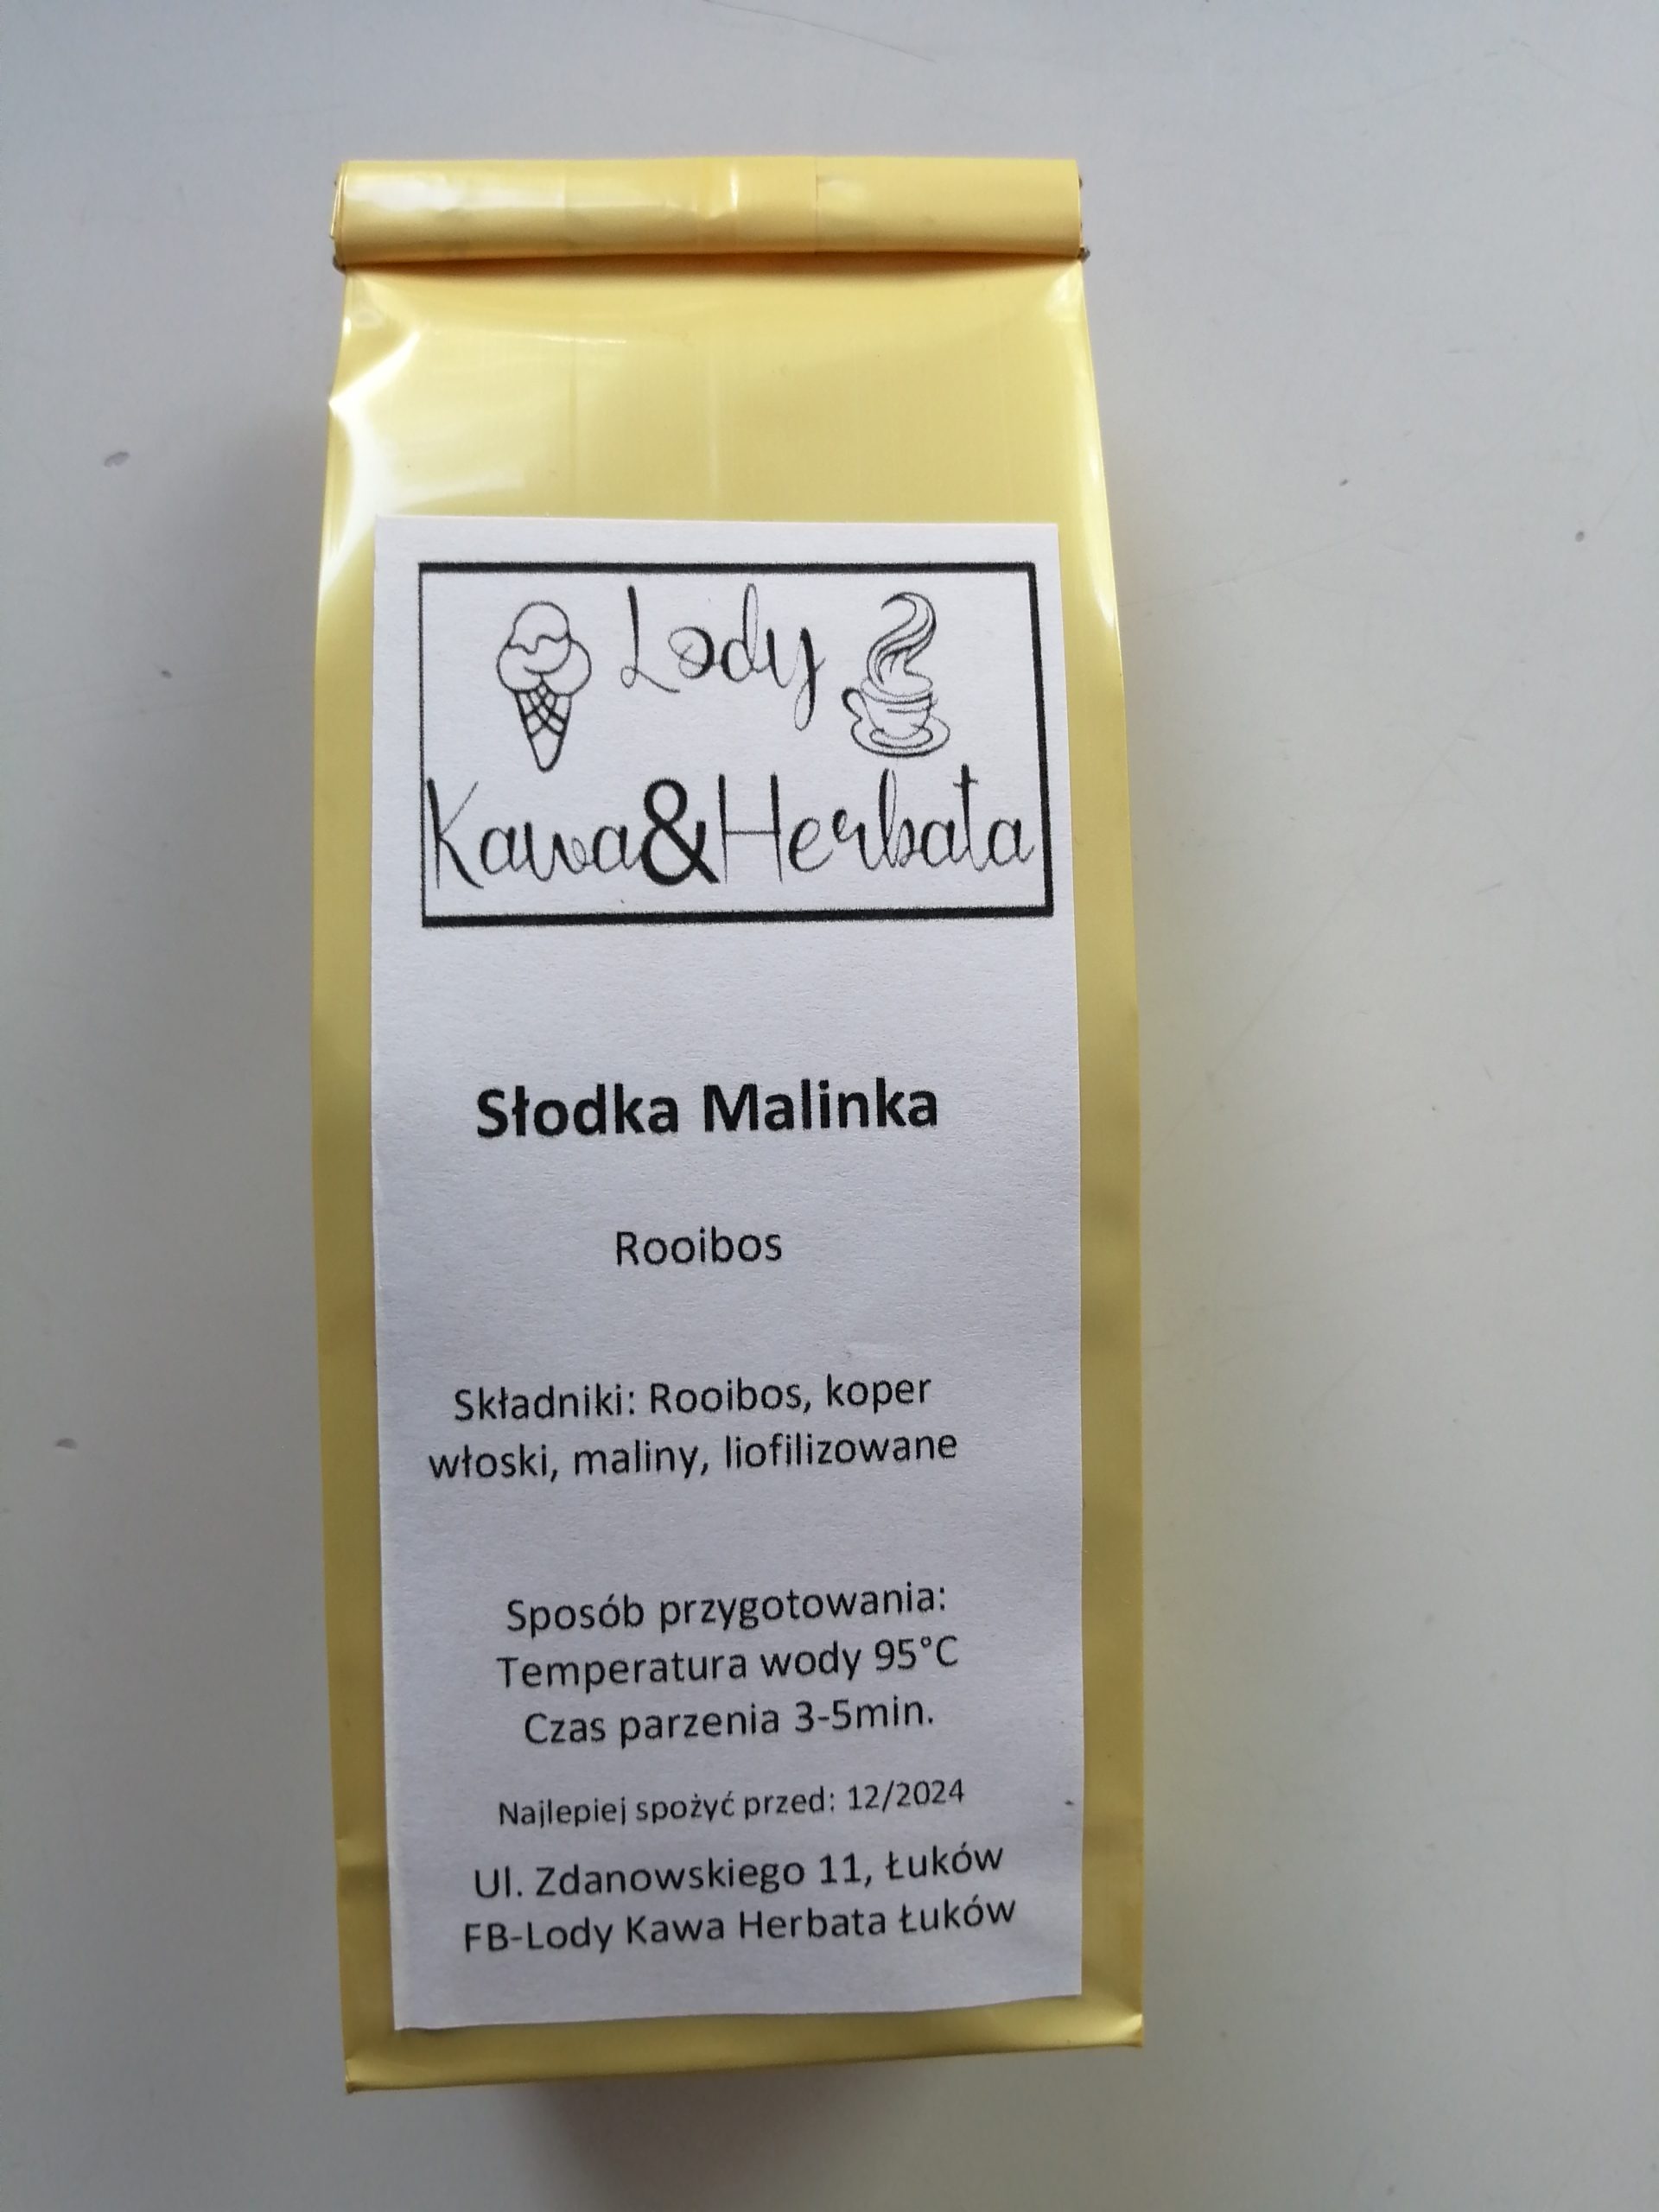 Lody
Kawa&Herbata
Słodka Malinka
Rooibos
Składniki: Rooibos, koper
włoski, maliny, liofilizowane
Sposób przygotowania:
Temperatura wody 95°C
Czas parzenia 3-5min.
Najlepiej spożyć przed: 12/2024
Ul. Zdanowskiego 11, Łuków
FB-Lody Kawa Herbata Łuków